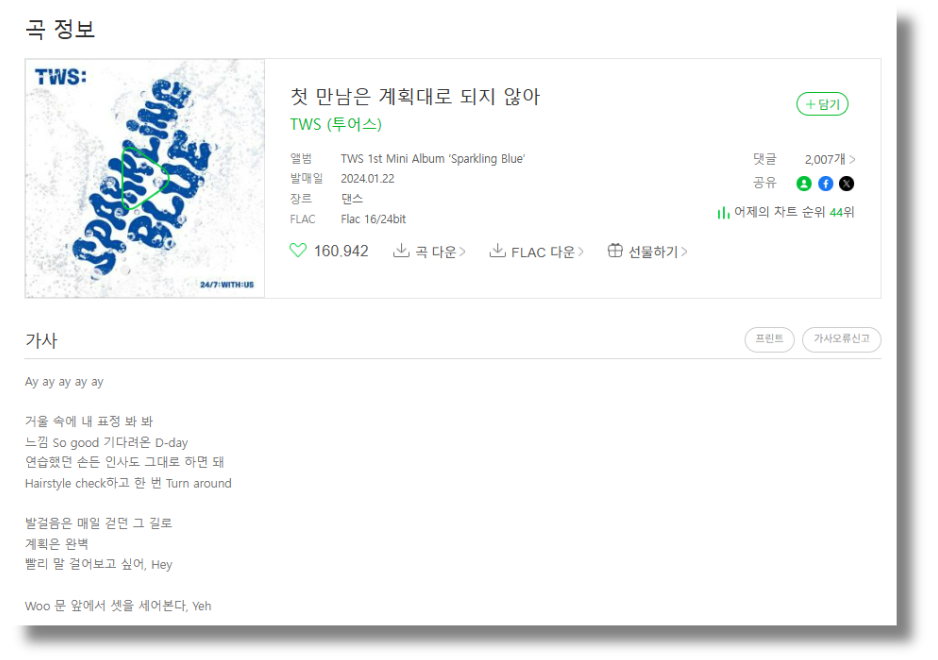 곡 정보
TWS:
SPARKLING
BLUE
24/7:WITH:US
첫 만남은 계획대로 되지 않아
+ 담기
TWS (투어스)
앨범 TWS 1st Mini Album ‘Sparkling Blue’
댓글 2,007개 >
발매일 2024.01.22
공유
장르 댄스
FLAC Flac 16/24bit
어제의 차트 순위 44위
160,942 곡 다운> FLAC 다운> 선물하기>
가사
프린트 가사오류신고
Ay ay ay ay ay
거울 속에 내 표정 봐 봐
느낌 So good 기다려온 D-day
연습했던 손든 인사도 그대로 하면 돼
Hairstyle check하고 한 번 Turn around
발걸음은 매일 걷던 그 길로
계획은 완벽
빨리 말 걸어보고 싶어, Hey
Woo 문 앞에서 셋을 세어본다, Yeh